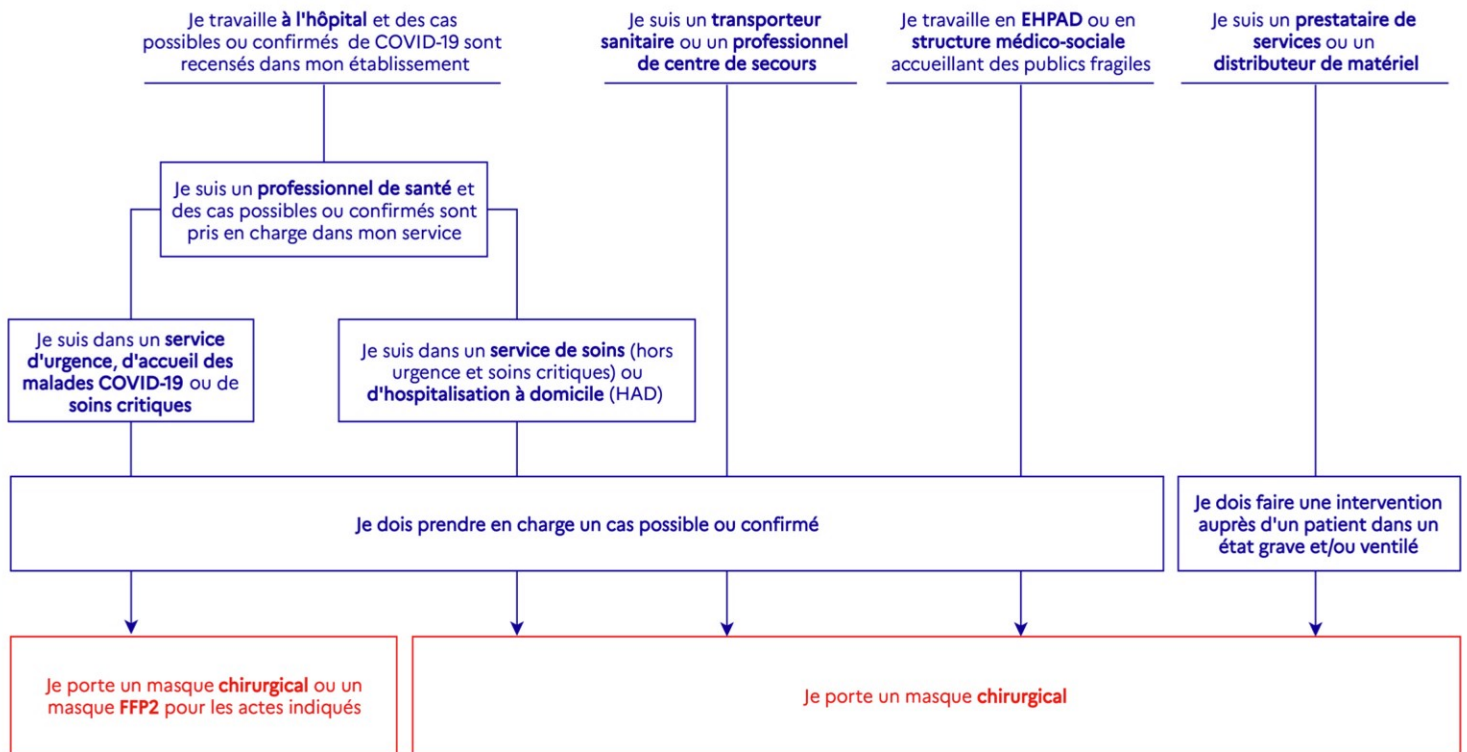 Je travaille à l'hôpital et des cas
possibles ou confirmés de COVID-19 sont
recensés dans mon établissement
Je suis un transporteur
sanitaire ou un professionnel
de centre de secours
Je travaille en EHPAD ou en
structure médico-sociale
accueillant des publics fragiles
Je suis un prestataire de
services ou un
distributeur de matériel
Je suis un professionnel de santé et
des cas possibles ou confirmés sont
pris en charge dans mon service
Je suis dans un service
d'urgence, d'accueil des
malades COVID-19 ou de
soins critiques
Je suis dans un service de soins (hors
urgence et soins critiques) ou
d'hospitalisation à domicile (HAD)
Je dois prendre en charge un cas possible ou confirmé
Je dois faire une intervention
auprès d'un patient dans un
état grave et/ou ventilé
Je porte un masque chirurgical ou un
masque FFP2 pour les actes indiqués
Je porte un masque chirurgical